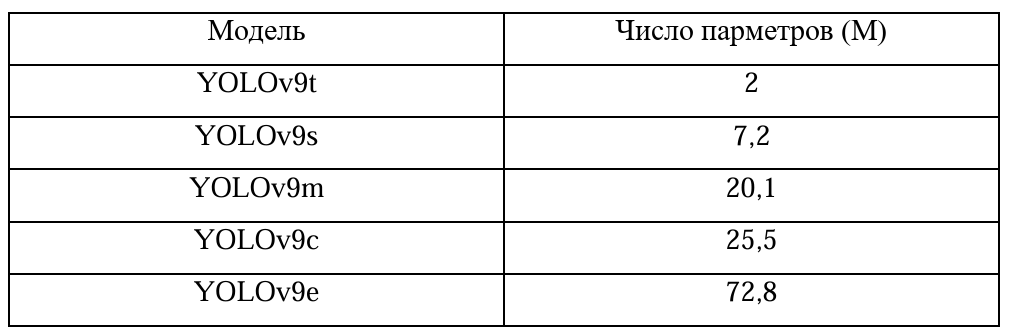 Модель Число парметров (М)
YOLOv9t 2
YOLOv9s 7,2
YOLOv9m 20,1
YOLOv9c 25,5
YOLOv9e 72,8